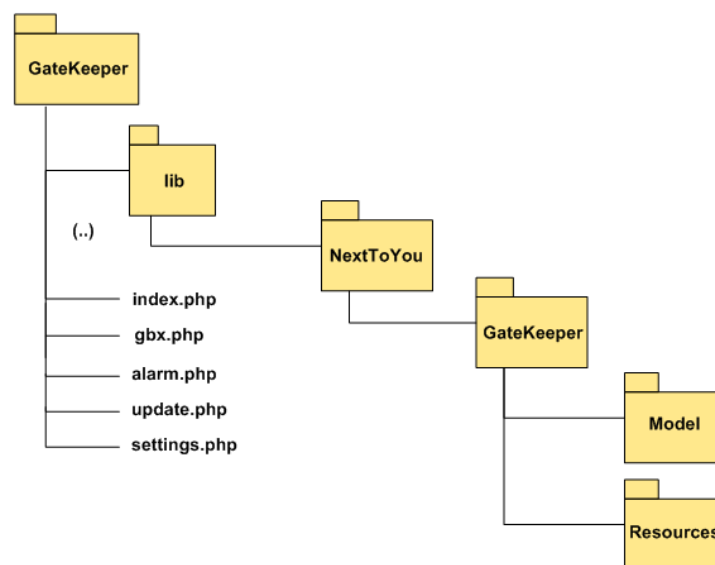 GateKeeper
lib
(..)
NextToYou
index.php
GateKeeper
gbx.php
alarm.php
update.php
Model
settings.php
Resources